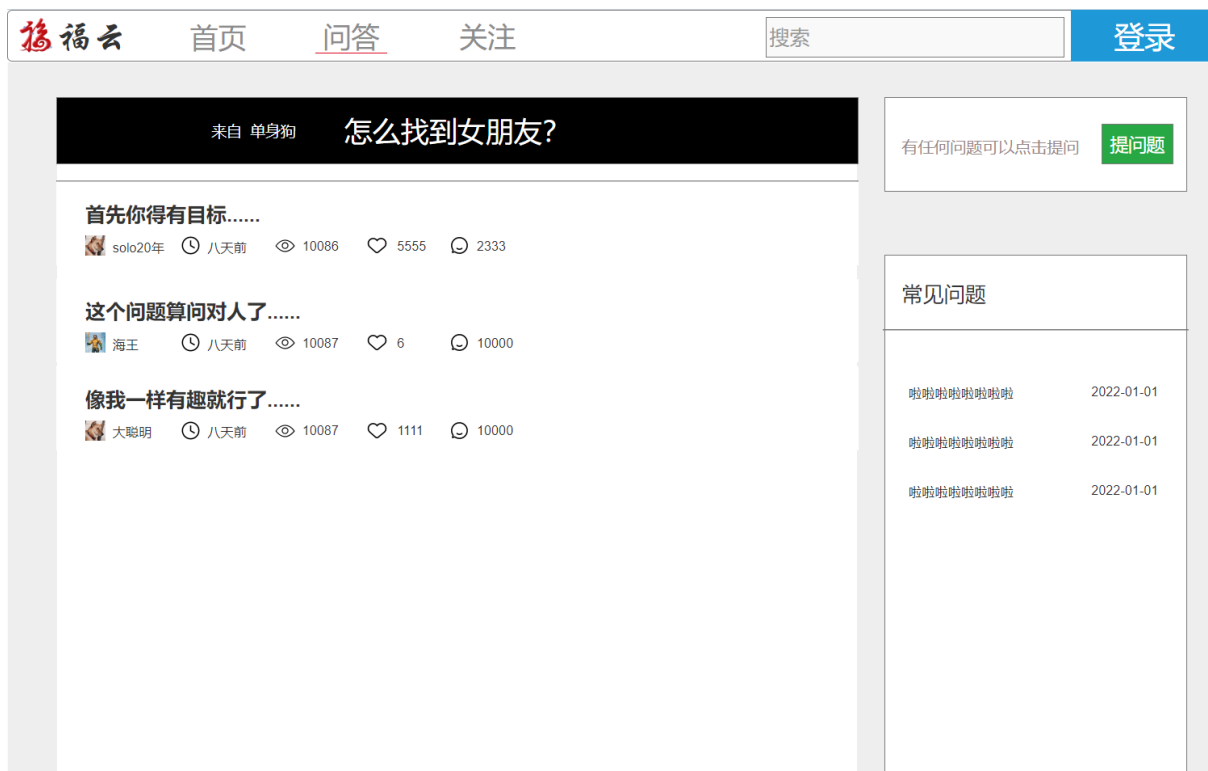 福 福云 首页 问答 关注 搜索 登录
来自 单身狗 怎么找到女朋友?
有任何问题可以点击提问 提问题
首先你得有目标......
solo20年 八天前 10086 5555 2333
这个问题算问对人了......
海王 八天前 10087 6 10000
像我一样有趣就行了......
大聪明 八天前 10087 1111 10000
常见问题
啦啦啦啦啦啦啦啦 2022-01-01
啦啦啦啦啦啦啦啦 2022-01-01
啦啦啦啦啦啦啦啦 2022-01-01